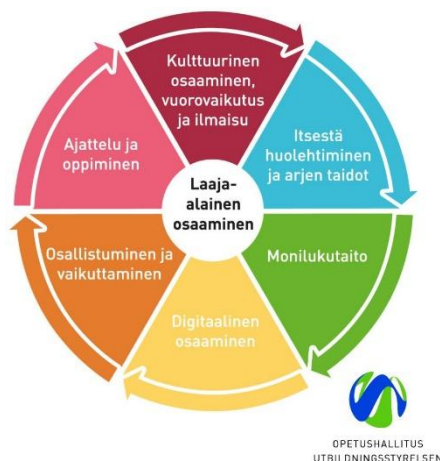 Kulttuurinen
osaaminen,
vuorovaikutus
ja ilmaisu
Itsestä
huolehtiminen
ja arjen taidot
Monilukutaito
Digitaalinen
osaaminen
Osallistuminen ja
vaikuttaminen
Ajattelu ja
oppiminen
Laaja-
alainen
osaaminen
OPETUSHALLITUS
UTBILDNINGSSTYRELSEN